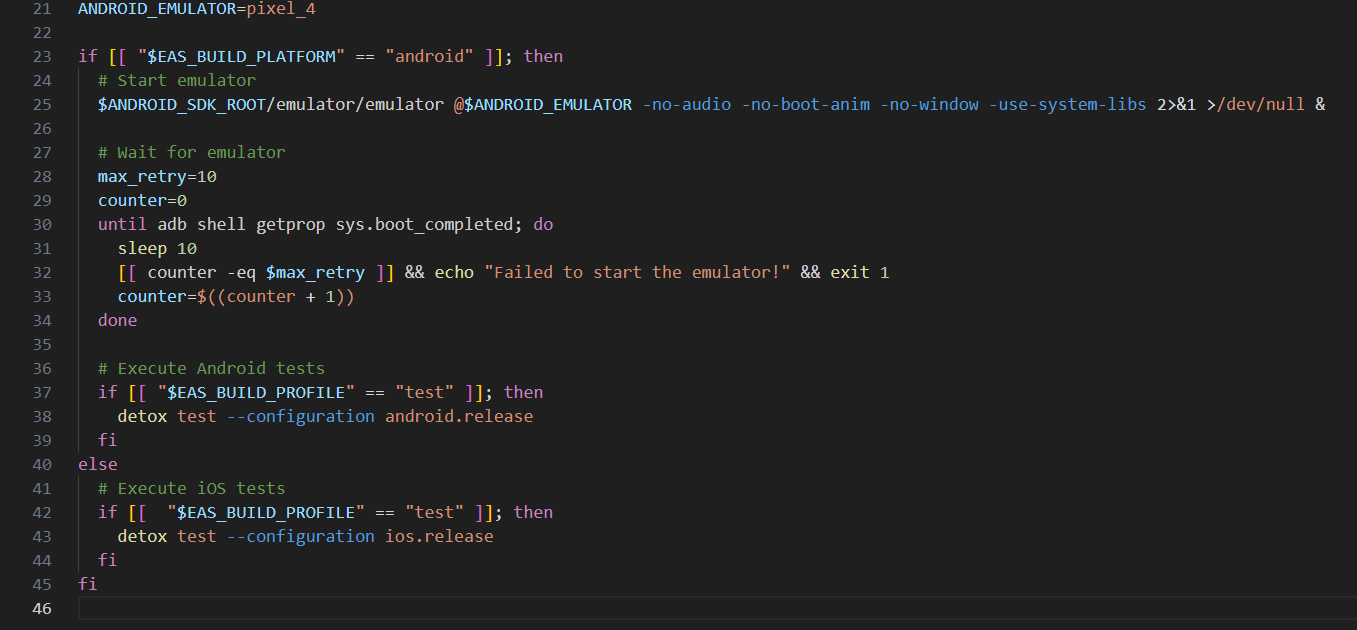 21 ANDROID_EMULATOR=pixel_4
22
23 if [[ "$EAS_BUILD_PLATFORM" == "android" ]]; then
24 # Start emulator
25 $ANDROID_SDK_ROOT/emulator/emulator @$ANDROID_EMULATOR -no-audio -no-boot-anim -no-window -use-system-libs 2>&1 >/dev/null &
26
27 # Wait for emulator
28 max_retry=10
29 counter=0
30 until adb shell getprop sys.boot_completed; do
31 sleep 10
32 [[ counter -eq $max_retry ]] && echo "Failed to start the emulator!" && exit 1
33 counter=$((counter + 1))
34 done
35
36 # Execute Android tests
37 if [[ "$EAS_BUILD_PROFILE" == "test" ]]; then
38 detox test --configuration android.release
39 fi
40 else
41 # Execute iOS tests
42 if [[  "$EAS_BUILD_PROFILE" == "test" ]]; then
43 detox test --configuration ios.release
44 fi
45 fi
46